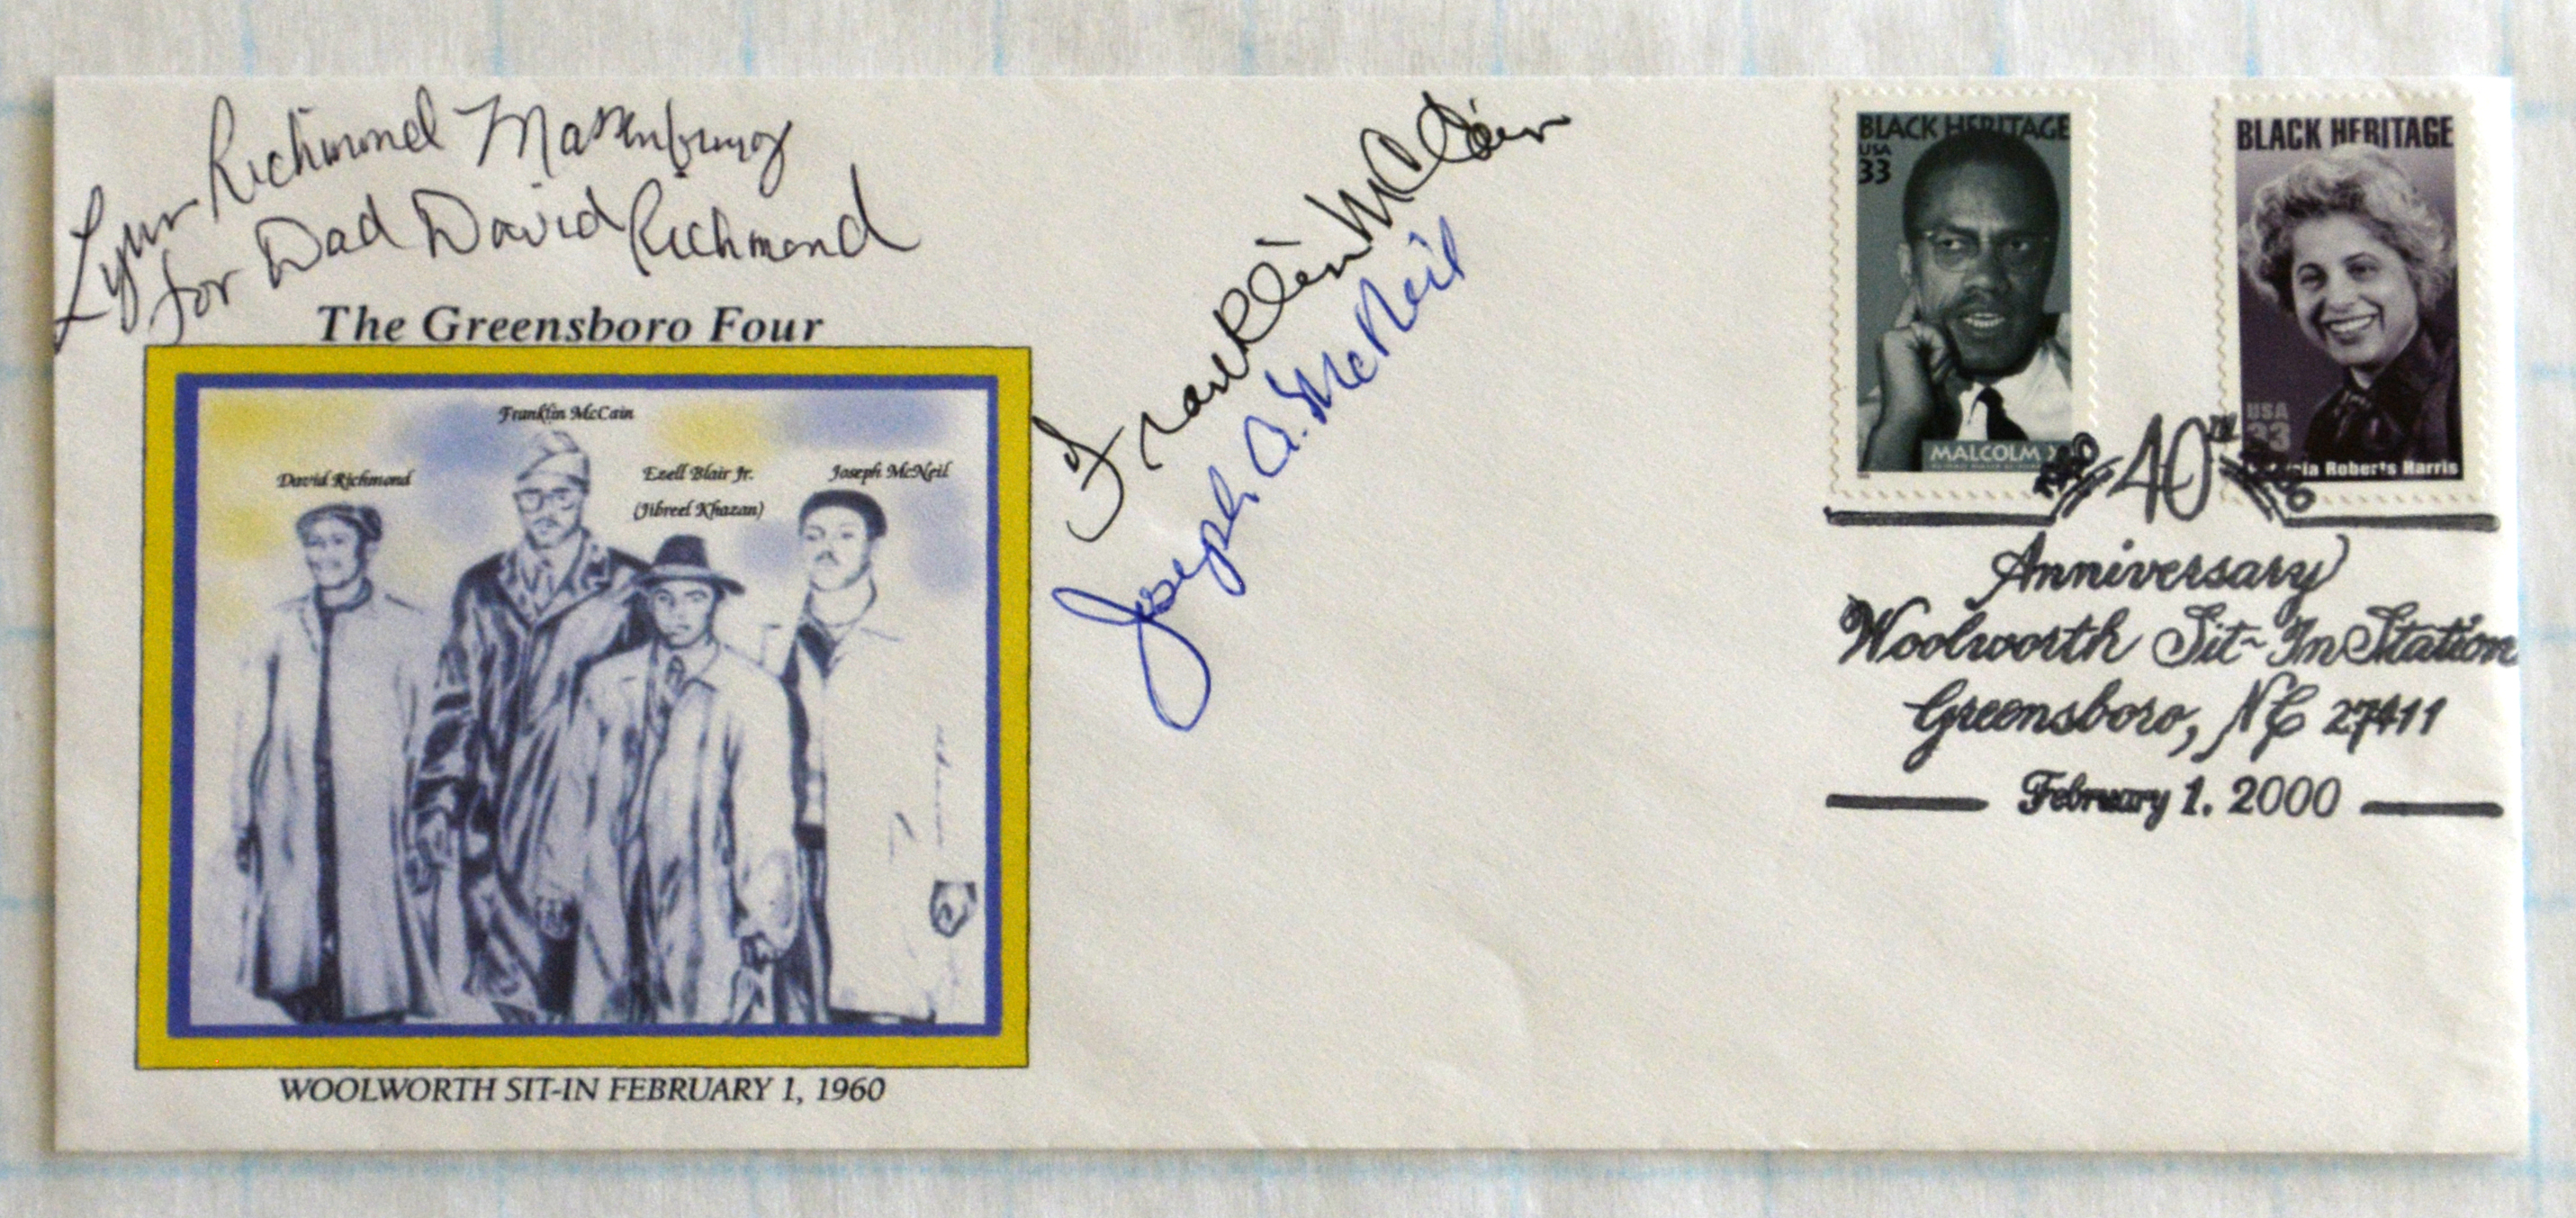 Lynn Richmond Massenburg
for Dad David Richmond
The Greensboro Four
Franklin McCain
David Richmond
Ezell Blair Jr.
(Jibreel Khazan)
Joseph McNeil
WOOLWORTH SIT-IN FEBRUARY 1, 1960
Franklin McCain
Joseph A. McNeil
BLACK HERITAGE
USA
33
MALCOLM X
BLACK HERITAGE
USA
33
Roberts Harris
40TH
Anniversary
Woolworth Sit-In Station
Greensboro, NC 27411
February 1, 2000